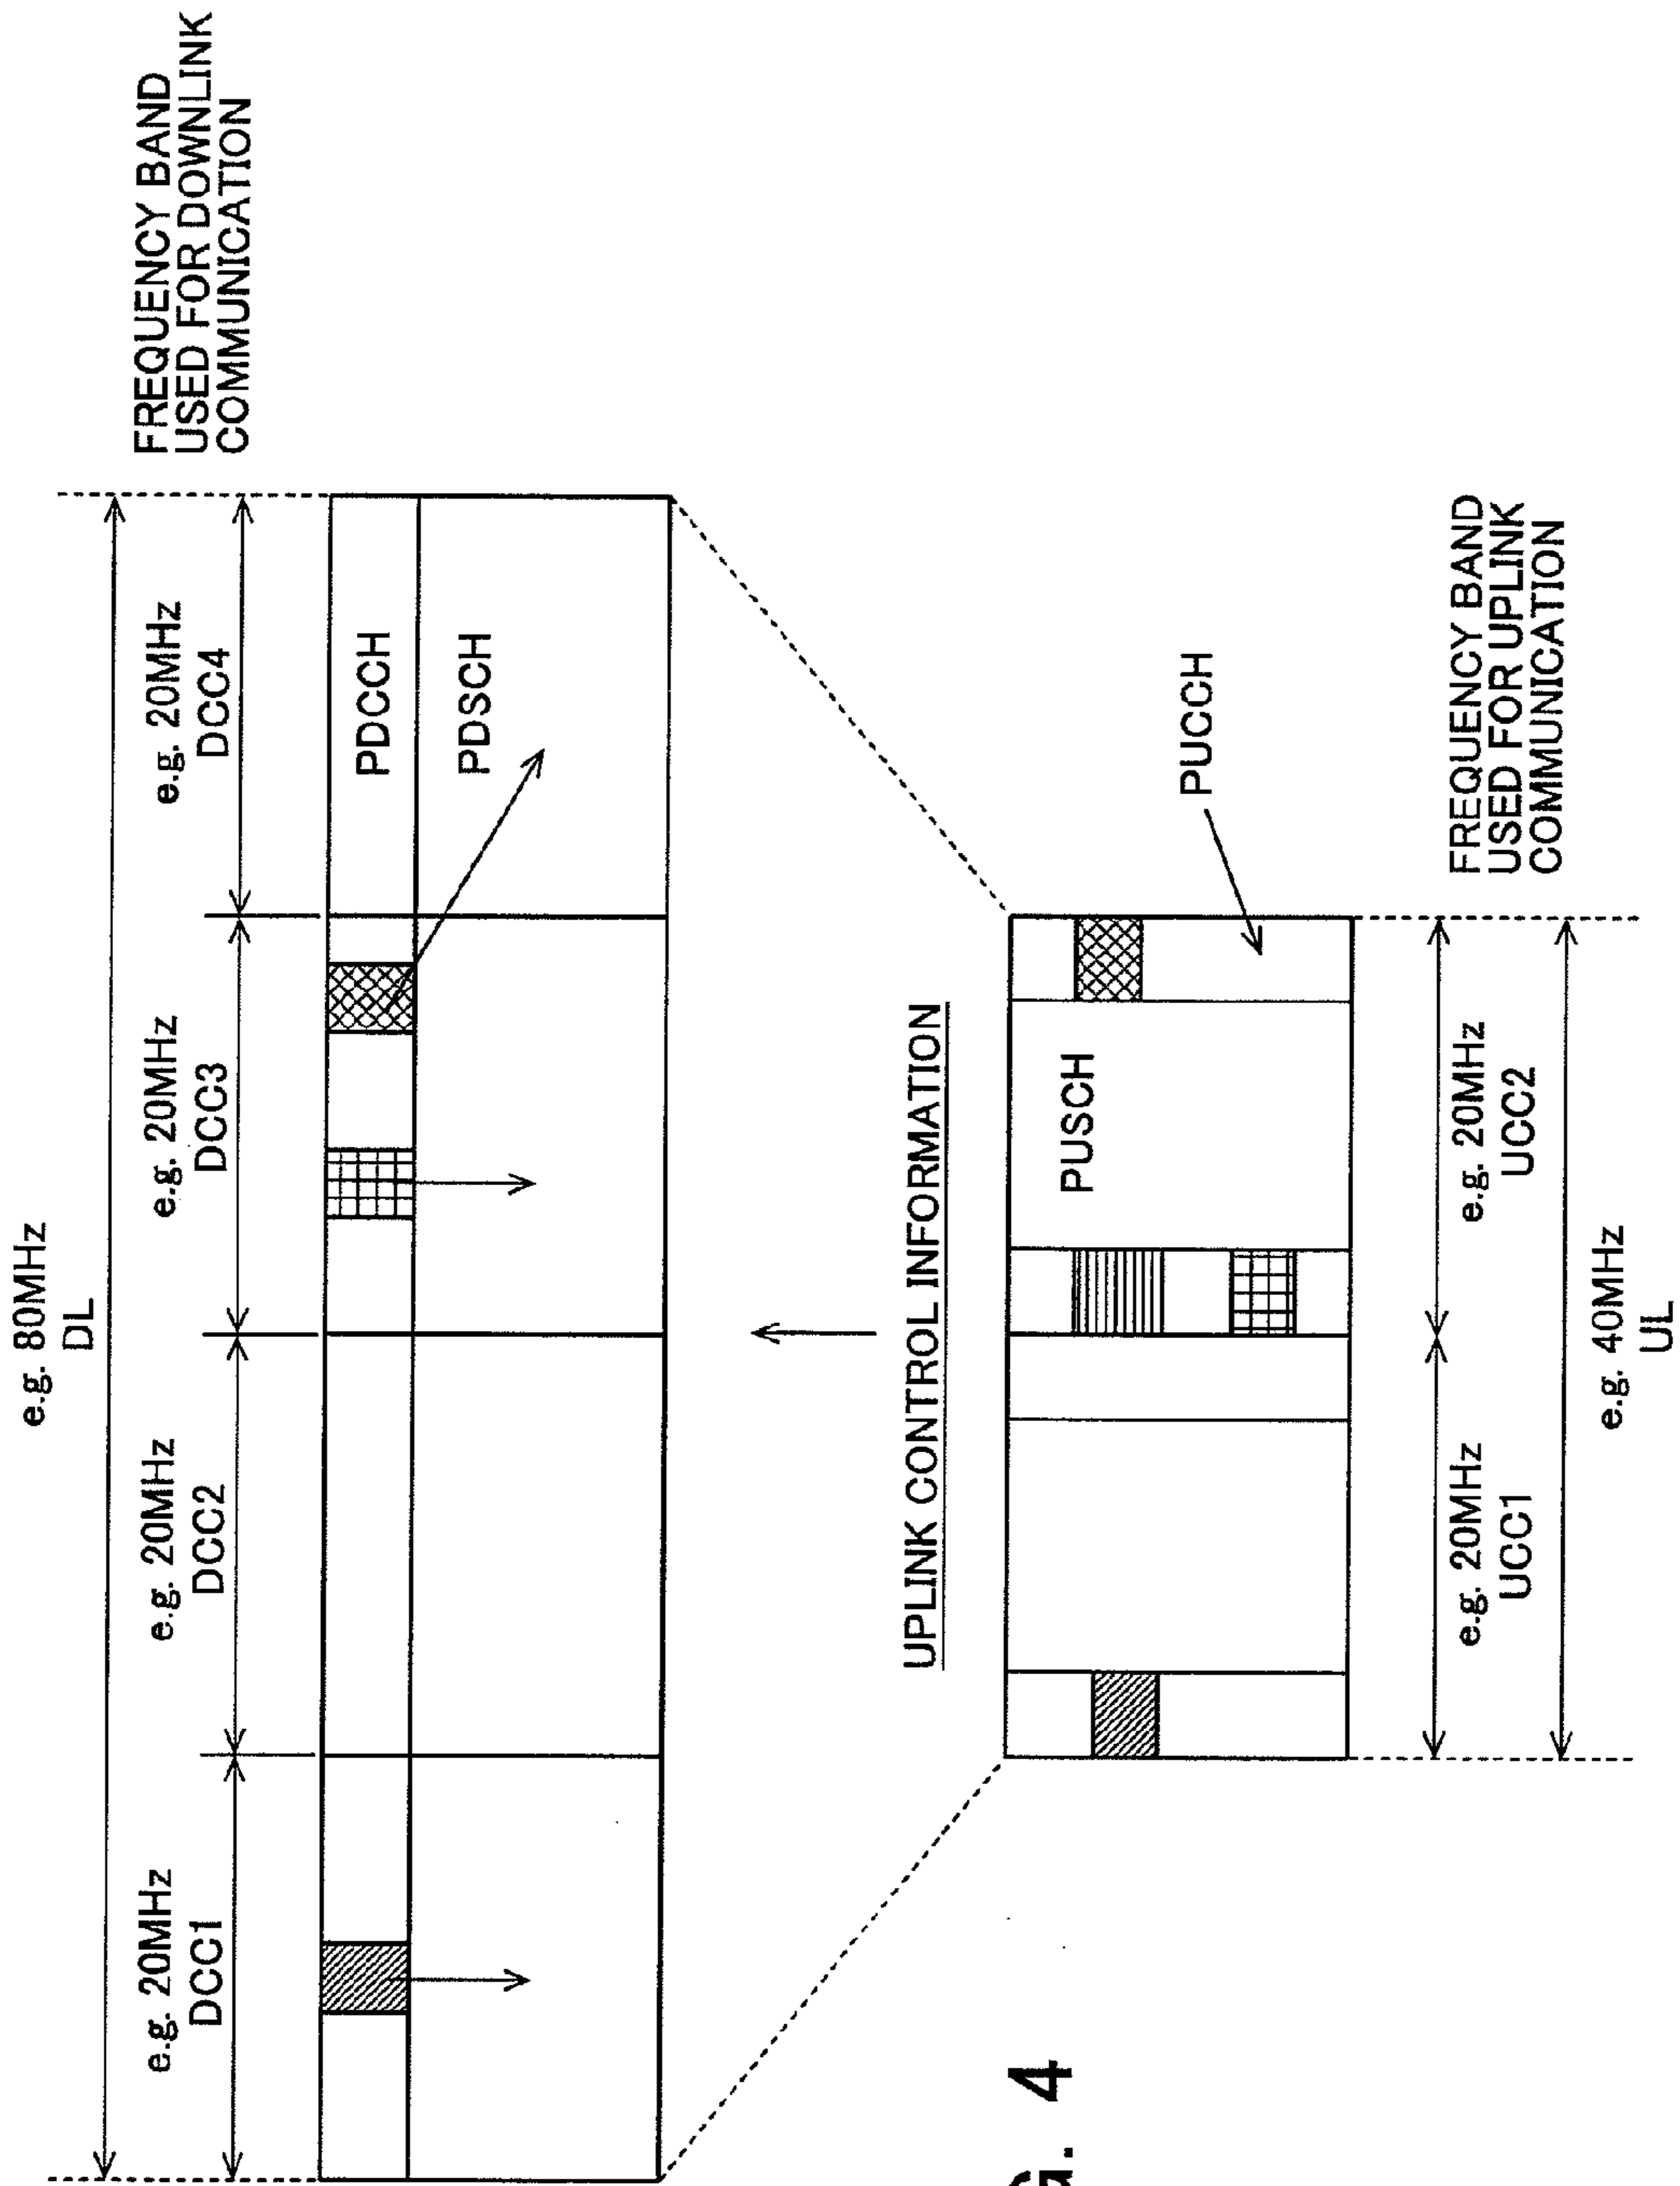 e.g. 80MHz
DL
FREQUENCY BAND
USED FOR DOWNLINK
COMMUNICATION
e.g. 20MHz
DCC1
e.g. 20MHz
DCC2
e.g. 20MHz
DCC3
e.g. 20MHz
DCC4
PDCCH
PDSCH
UPLINK CONTROL INFORMATION
PUSCH
PUCCH
e.g. 20MHz
UCC1
e.g. 20MHz
UCC2
FREQUENCY BAND
USED FOR UPLINK
COMMUNICATION
e.g. 40MHz
UL
G. 4